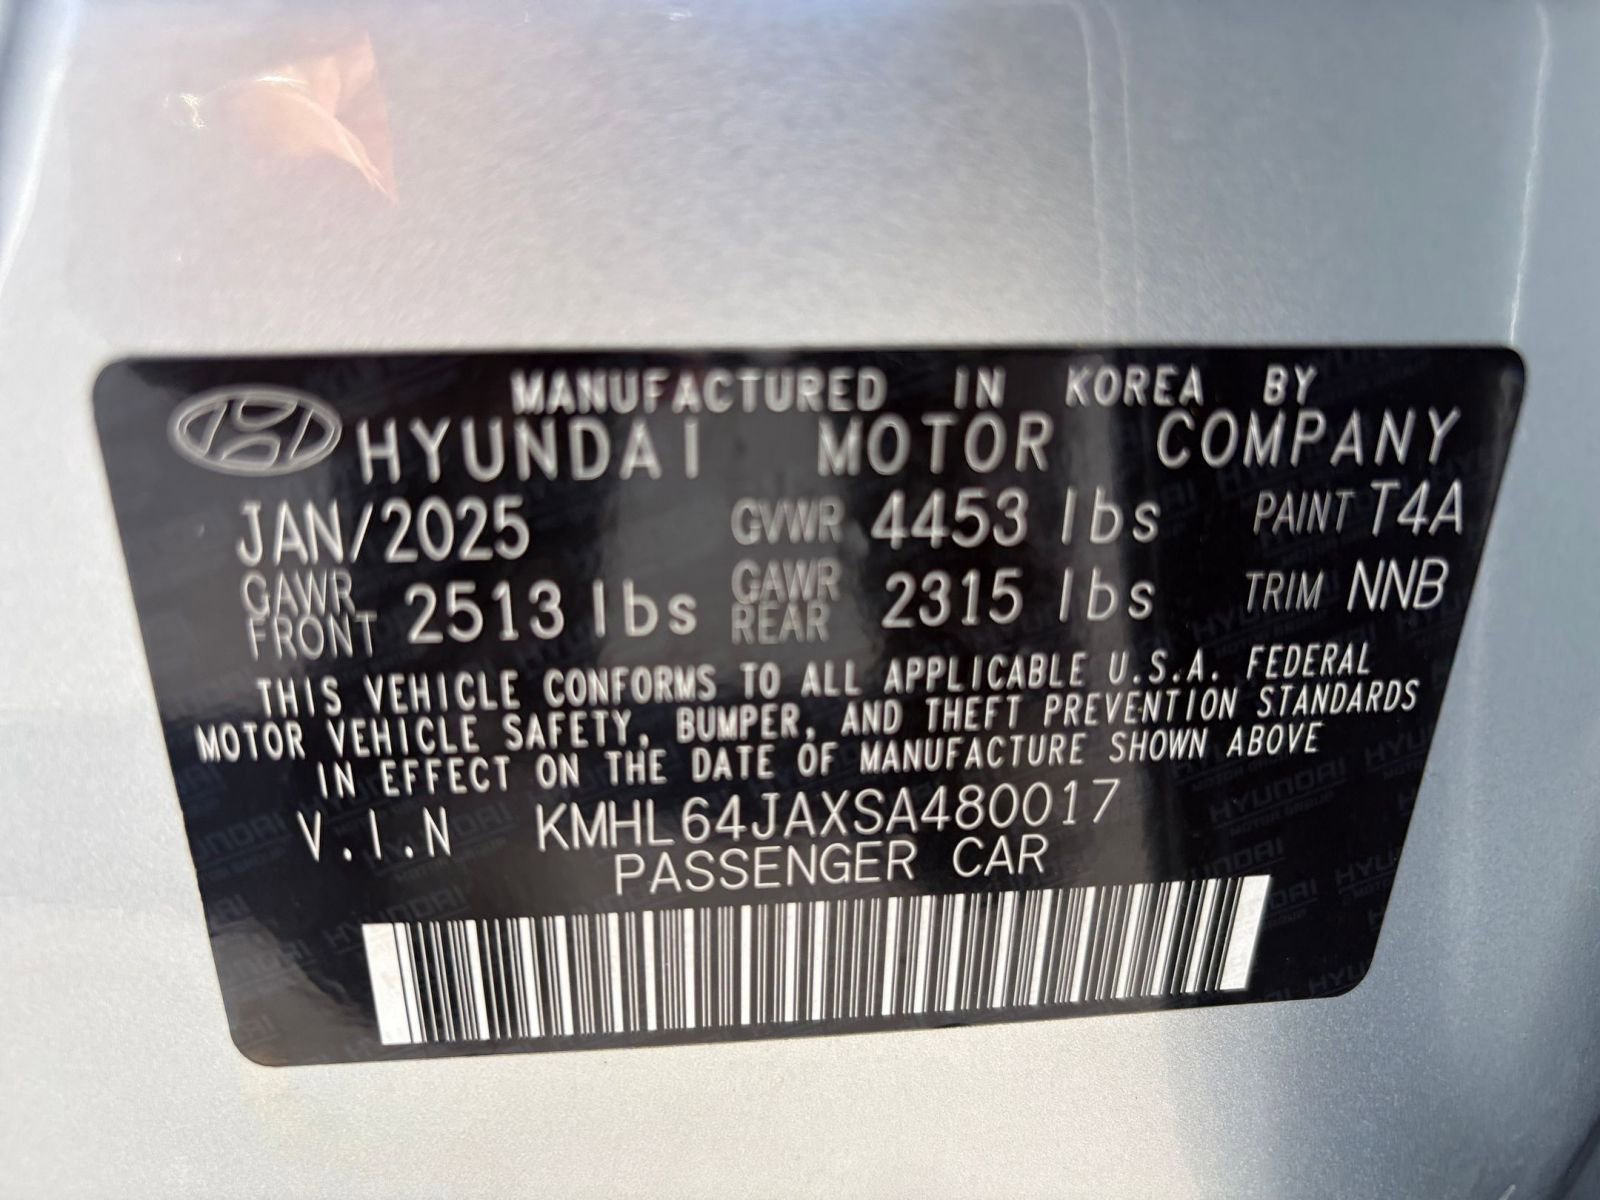 MANUFACTURED IN KOREA BY
HYUNDAI MOTOR COMPANY
JAN/2025 GVWR 4453 lbs PAINT T4A
GAWR FRONT 2513 lbs GAWR REAR 2315 lbs TRIM NNB
THIS VEHICLE CONFORMS TO ALL APPLICABLE U.S.A. FEDERAL
MOTOR VEHICLE SAFETY, BUMPER, AND THEFT PREVENTION STANDARDS
IN EFFECT ON THE DATE OF MANUFACTURE SHOWN ABOVE
V.I.N KMHL64JAXSA480017
PASSENGER CAR